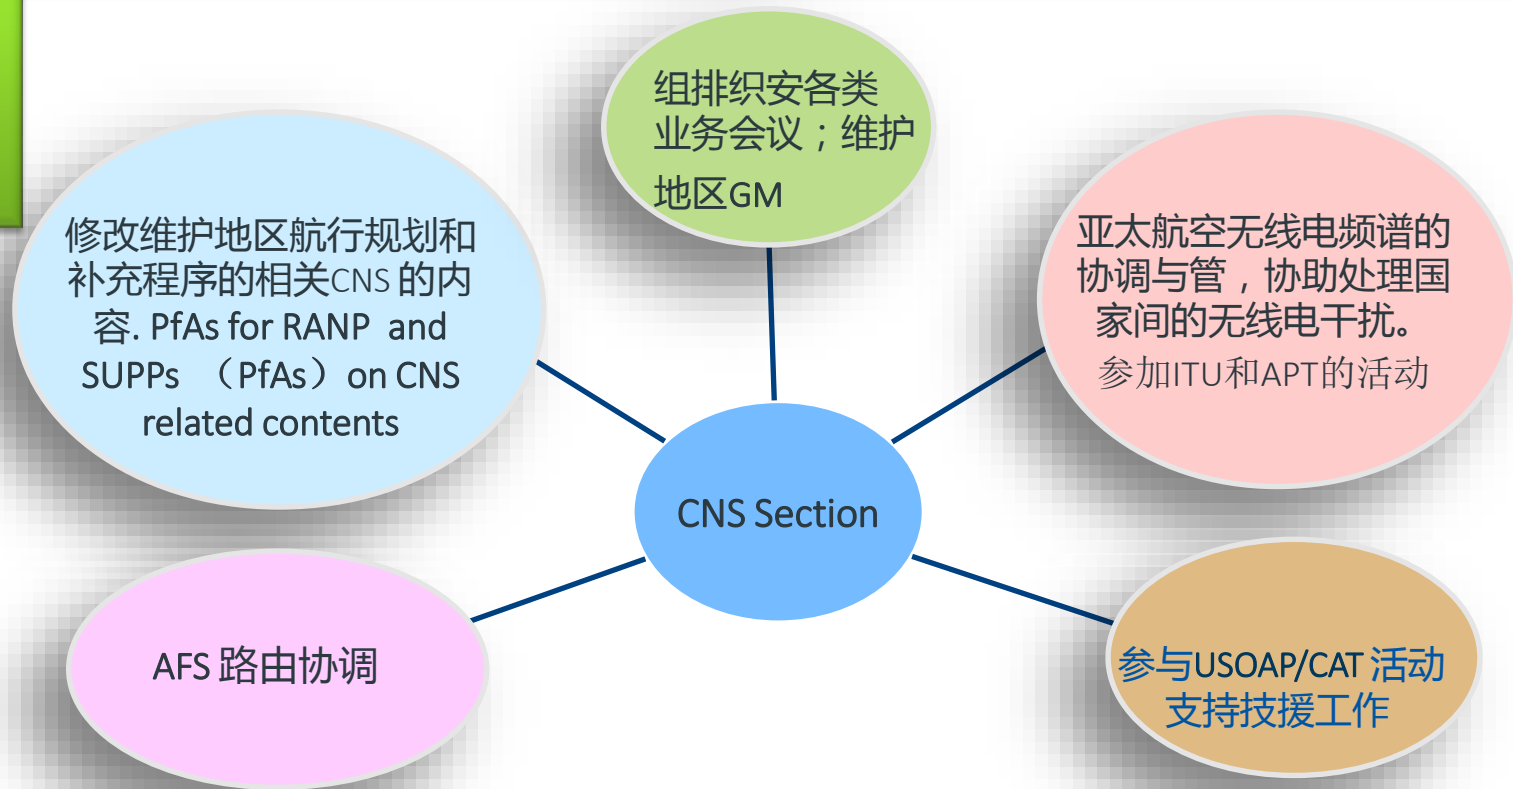 组排织安各类
业务会议；维护
地区GM
修改维护地区航行规划和
补充程序的相关CNS 的内
容. PfAs for RANP and
SUPPs （PfAs）on CNS
related contents
亚太航空无线电频谱的
协调与管，协助处理国
家间的无线电干扰。
参加ITU和APT的活动
CNS Section
AFS 路由协调
参与USOAP/CAT 活动
支持技援工作